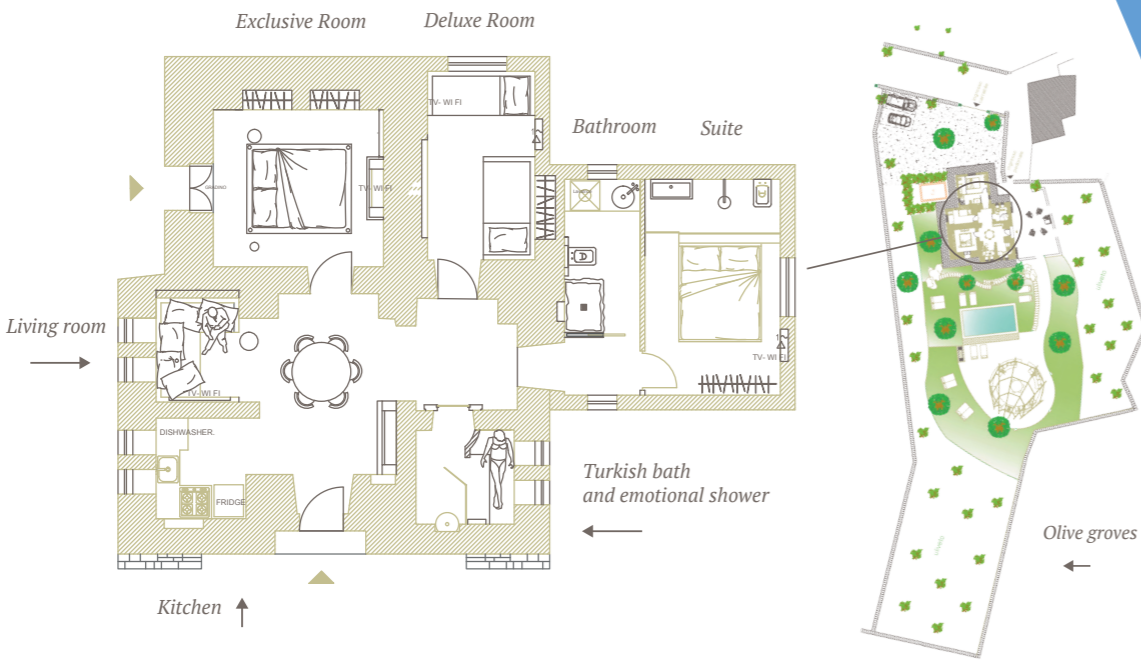 Exclusive Room
Deluxe Room
TV- WI FI
Bathroom
Suite
GRADINO
TV- WI FI
Living room
TV- WI FI
TV- WI FI
DISHWASHER.
FRIDGE
Turkish bath
and emotional shower
Olive groves
Kitchen